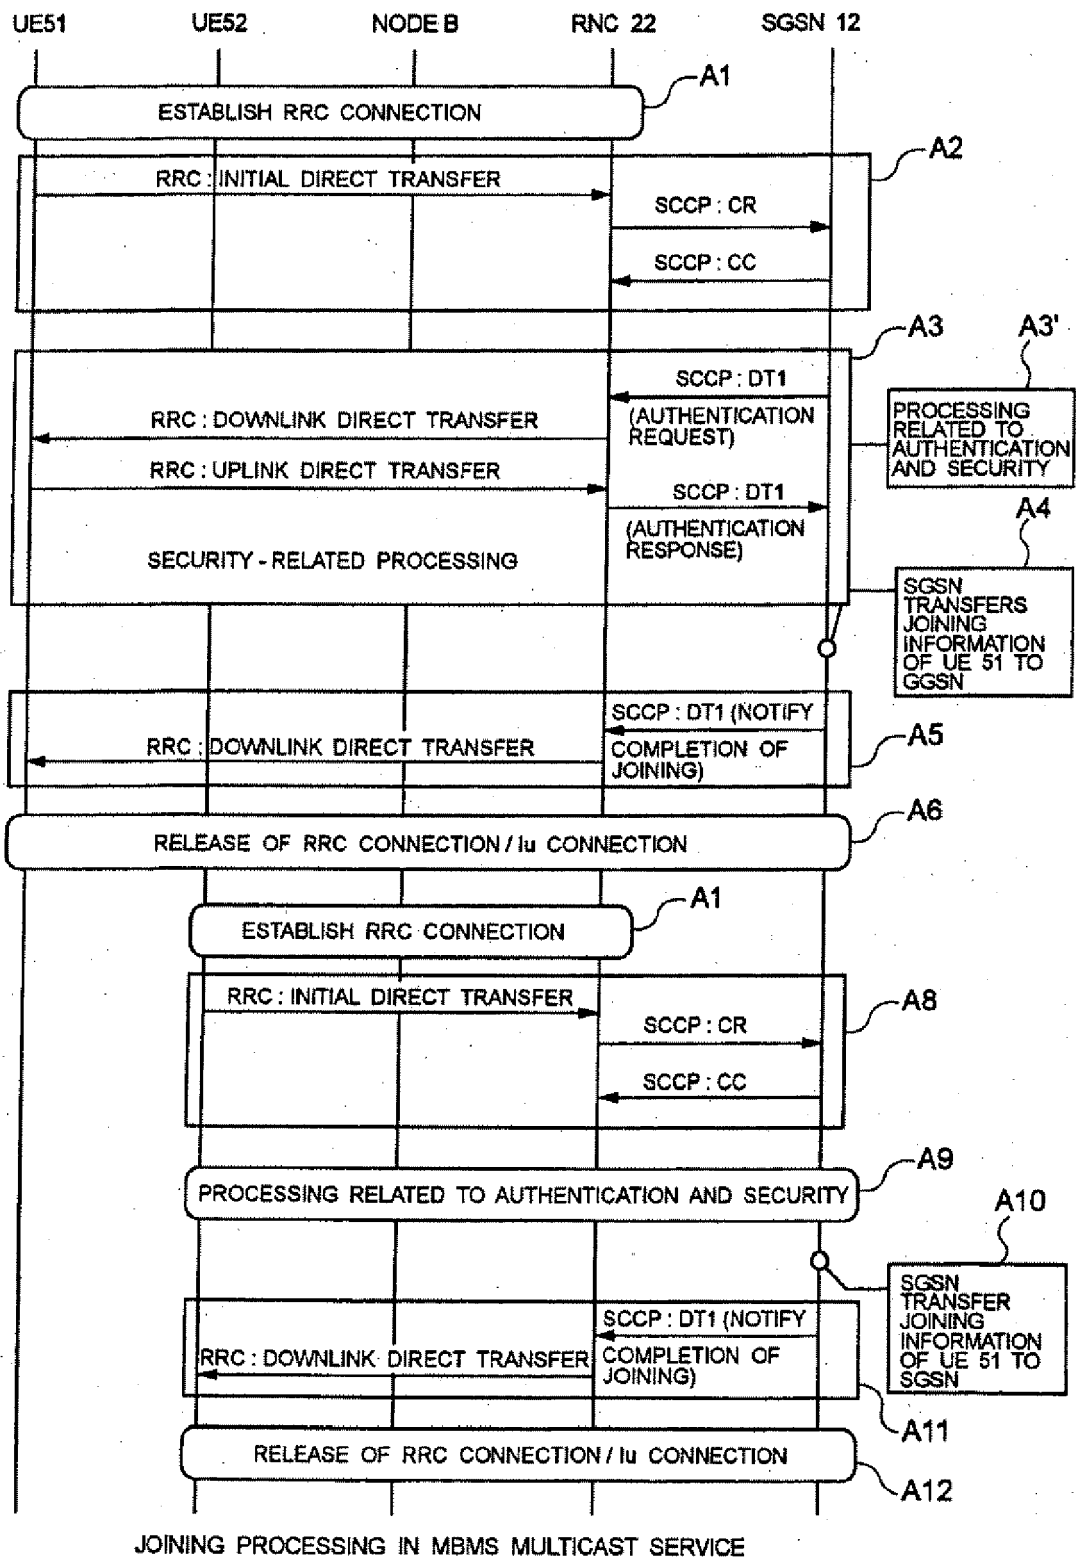 UE51 UE52 NODE B RNC 22 SGSN 12
A1
ESTABLISH RRC CONNECTION
A2
RRC : INITIAL DIRECT TRANSFER
SCCP : CR
SCCP : CC
A3
A3'
SCCP : DT1
(AUTHENTICATION
REQUEST)
RRC : DOWNLINK DIRECT TRANSFER
PROCESSING
RELATED TO
AUTHENTICATION
AND SECURITY
RRC : UPLINK DIRECT TRANSFER
SCCP : DT1
(AUTHENTICATION
RESPONSE)
SECURITY - RELATED PROCESSING
A4
SGSN
TRANSFERS
JOINING
INFORMATION
OF UE 51 TO
GGSN
SCCP : DT1 (NOTIFY
COMPLETION OF
JOINING)
RRC : DOWNLINK DIRECT TRANSFER
A5
A6
RELEASE OF RRC CONNECTION / Iu CONNECTION
A1
ESTABLISH RRC CONNECTION
RRC : INITIAL DIRECT TRANSFER
A8
SCCP : CR
SCCP : CC
A9
PROCESSING RELATED TO AUTHENTICATION AND SECURITY
A10
SGSN
TRANSFER
JOINING
INFORMATION
OF UE 51 TO
SGSN
SCCP : DT1 (NOTIFY
COMPLETION OF
JOINING)
RRC : DOWNLINK DIRECT TRANSFER
A11
RELEASE OF RRC CONNECTION / Iu CONNECTION
A12
JOINING PROCESSING IN MBMS MULTICAST SERVICE